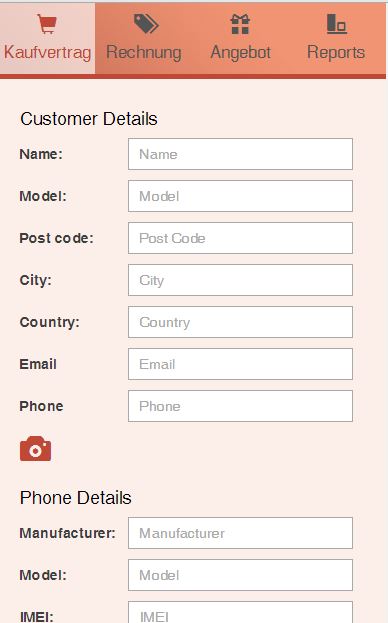 Kaufvertrag Rechnung Angebot Reports
Customer Details
Name: Name
Model: Model
Post code: Post Code
City: City
Country: Country
Email Email
Phone Phone
Phone Details
Manufacturer: Manufacturer
Model: Model
IMEI: IMEI